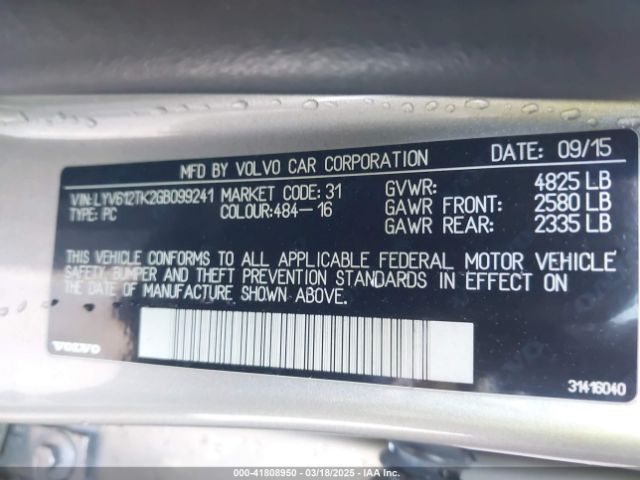 MFD BY VOLVO CAR CORPORATION
DATE: 09/15
VIN:LYV612TK2GB099241 MARKET CODE: 31 GVWR: 4825 LB
TYPE: PC COLOUR:484-16 GAWR FRONT: 2580 LB
GAWR REAR: 2335 LB
THIS VEHICLE CONFORMS TO ALL APPLICABLE FEDERAL MOTOR VEHICLE
SAFETY, BUMPER AND THEFT PREVENTION STANDARDS IN EFFECT ON
THE DATE OF MANUFACTURE SHOWN ABOVE.
VOLVO
31416040
000-41808950 | 03/18/2025 | IAA Inc.